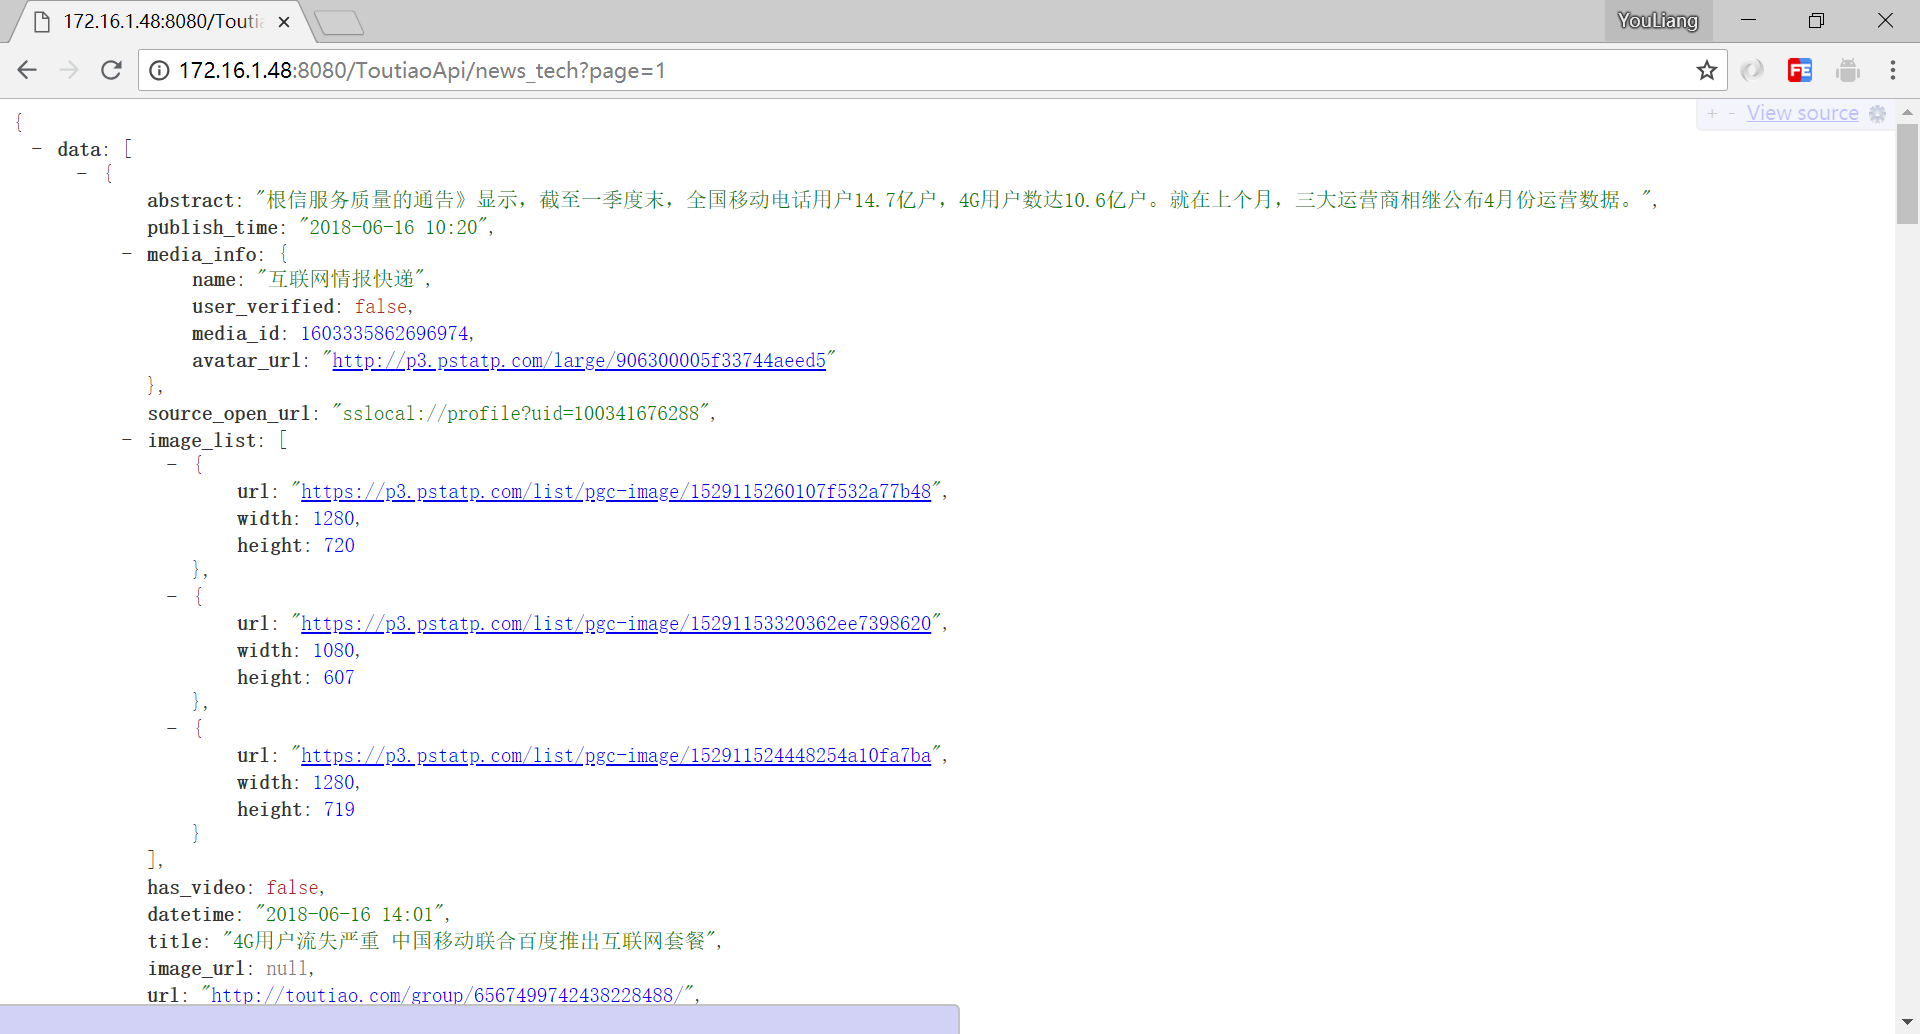 172.16.1.48:8080/Touti
YouLiang
172.16.1.48:8080/ToutiaoApi/news_tech?page=1
+ - View source
{
- data: [
- {
abstract: "根信服务质量的通告》显示，截至一季度末，全国移动电话用户14.7亿户，4G用户数达10.6亿户。就在上个月，三大运营商相继公布4月份运营数据。",
publish_time: "2018-06-16 10:20",
- media_info: {
name: "互联网情报快递",
user_verified: false,
media_id: 1603335862696974,
avatar_url: "http://p3.pstatp.com/large/906300005f33744aeed5"
},
source_open_url: "sslocal://profile?uid=100341676288",
- image_list: [
- {
url: "https://p3.pstatp.com/list/pgc-image/1529115260107f532a77b48",
width: 1280,
height: 720
},
- {
url: "https://p3.pstatp.com/list/pgc-image/15291153320362ee7398620",
width: 1080,
height: 607
},
- {
url: "https://p3.pstatp.com/list/pgc-image/152911524448254a10fa7ba",
width: 1280,
height: 719
}
],
has_video: false,
datetime: "2018-06-16 14:01",
title: "4G用户流失严重 中国移动联合百度推出互联网套餐",
image_url: null,
url: "http://toutiao.com/group/6567499742438228488/",